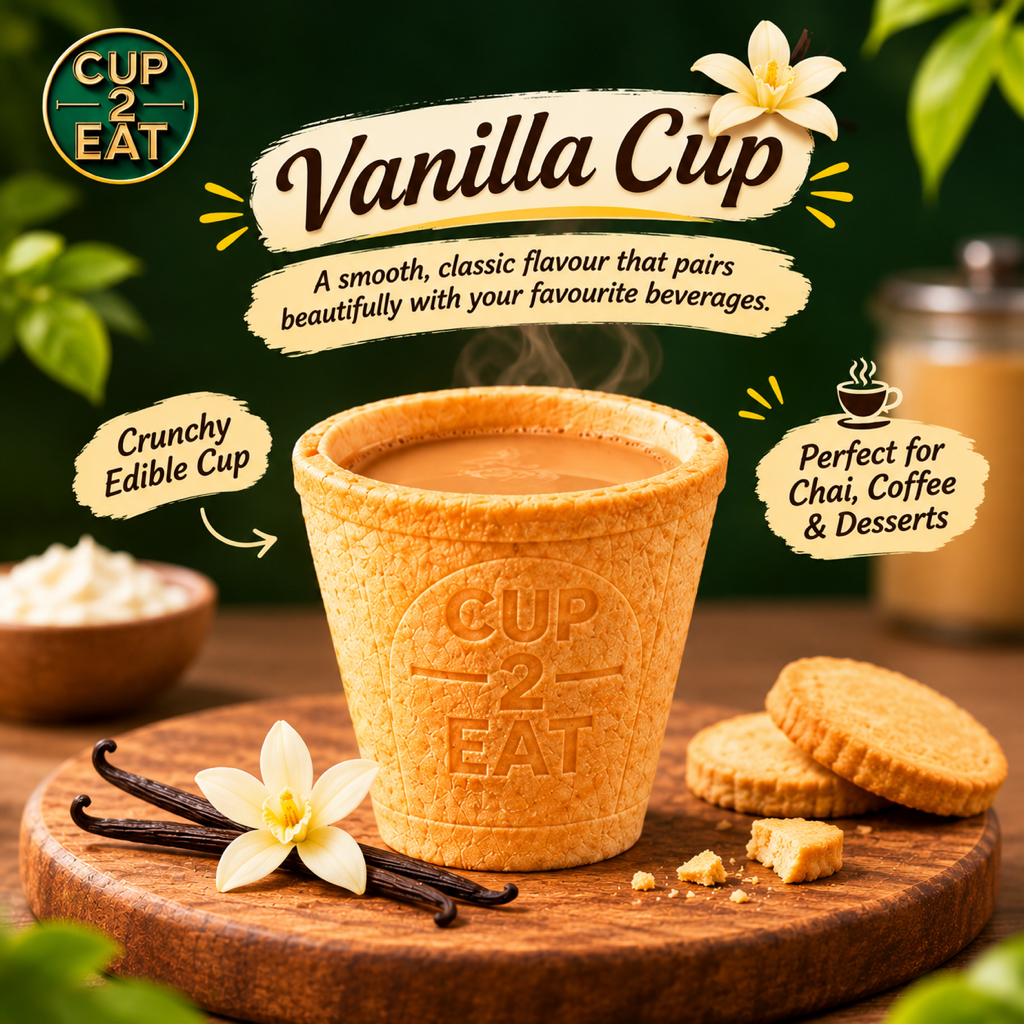 CUP
2
EAT
Vanilla Cup
A smooth, classic flavour that pairs
beautifully with your favourite beverages.
Crunchy
Edible Cup
Perfect for
Chai, Coffee
& Desserts
CUP
2
EAT